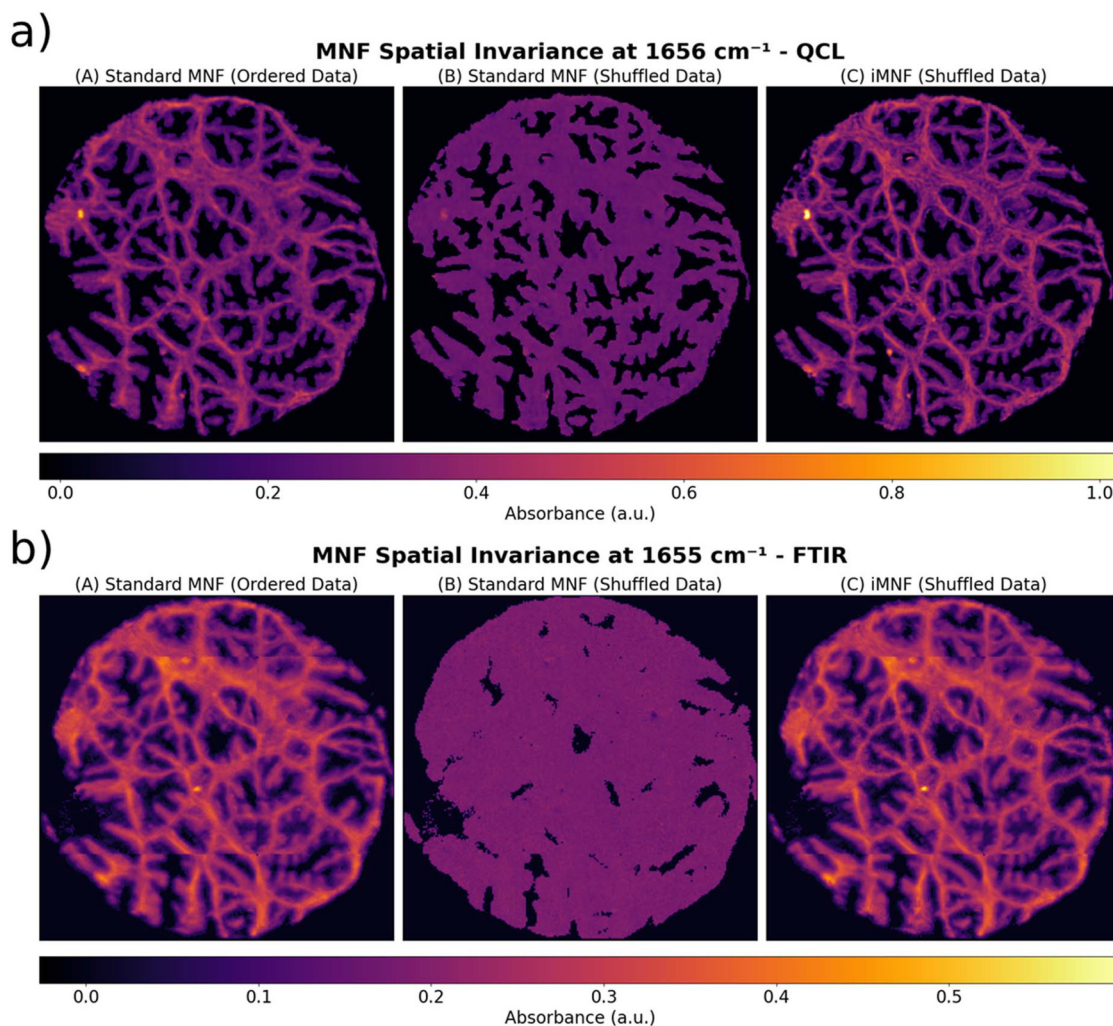 a)
MNF Spatial Invariance at 1656 cm⁻¹ - QCL
(A) Standard MNF (Ordered Data)
(B) Standard MNF (Shuffled Data)
(C) iMNF (Shuffled Data)
0.0
0.2
0.4
0.6
0.8
1.0
Absorbance (a.u.)
b)
MNF Spatial Invariance at 1655 cm⁻¹ - FTIR
(A) Standard MNF (Ordered Data)
(B) Standard MNF (Shuffled Data)
(C) iMNF (Shuffled Data)
0.0
0.1
0.2
0.3
0.4
0.5
Absorbance (a.u.)